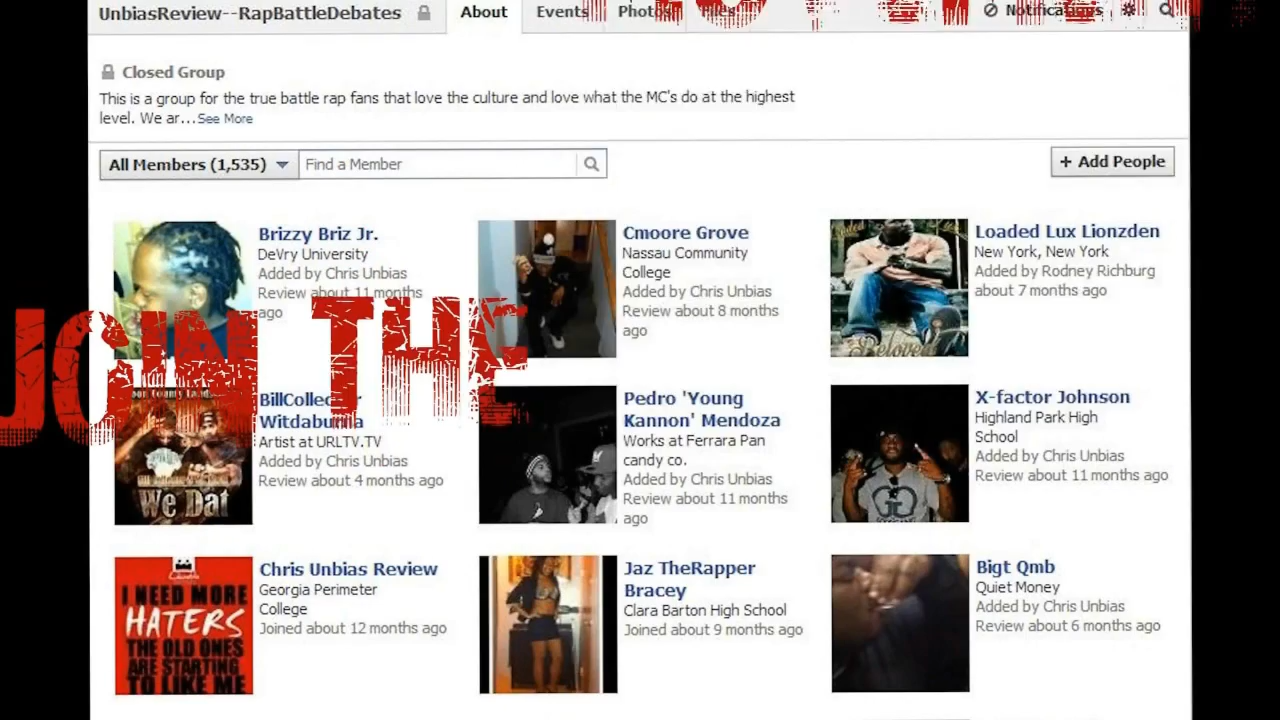 UnbiasReview--RapBattleDebates
About
Events
Photos
Files
Notifications
Closed Group
This is a group for the true battle rap fans that love the culture and love what the MC's do at the highest
level. We ar...See More
All Members (1,535)
Find a Member
+ Add People
Brizzy Briz Jr.
DeVry University
Added by Chris Unbias
Review about 11 months
ago
Cmoore Grove
Nassau Community
College
Added by Chris Unbias
Review about 8 months
ago
Loaded Lux Lionzden
New York, New York
Added by Rodney Richburg
about 7 months ago
Beloved
JOIN THE
BillCollector
Artist at URLTV.TV
Added by Chris Unbias
Review about 4 months ago
We Dat
Pedro 'Young
Kannon' Mendoza
Works at Ferrara Pan
candy co.
Added by Chris Unbias
Review about 11 months
ago
X-factor Johnson
Highland Park High
School
Added by Chris Unbias
Review about 11 months ago
I NEED MORE
HATERS
THE OLD ONES
ARE STARTING
TO LIKE ME
Chris Unbias Review
Georgia Perimeter
College
Joined about 12 months ago
Jaz TheRapper
Bracey
Clara Barton High School
Joined about 9 months ago
Bigt Qmb
Quiet Money
Added by Chris Unbias
Review about 6 months ago